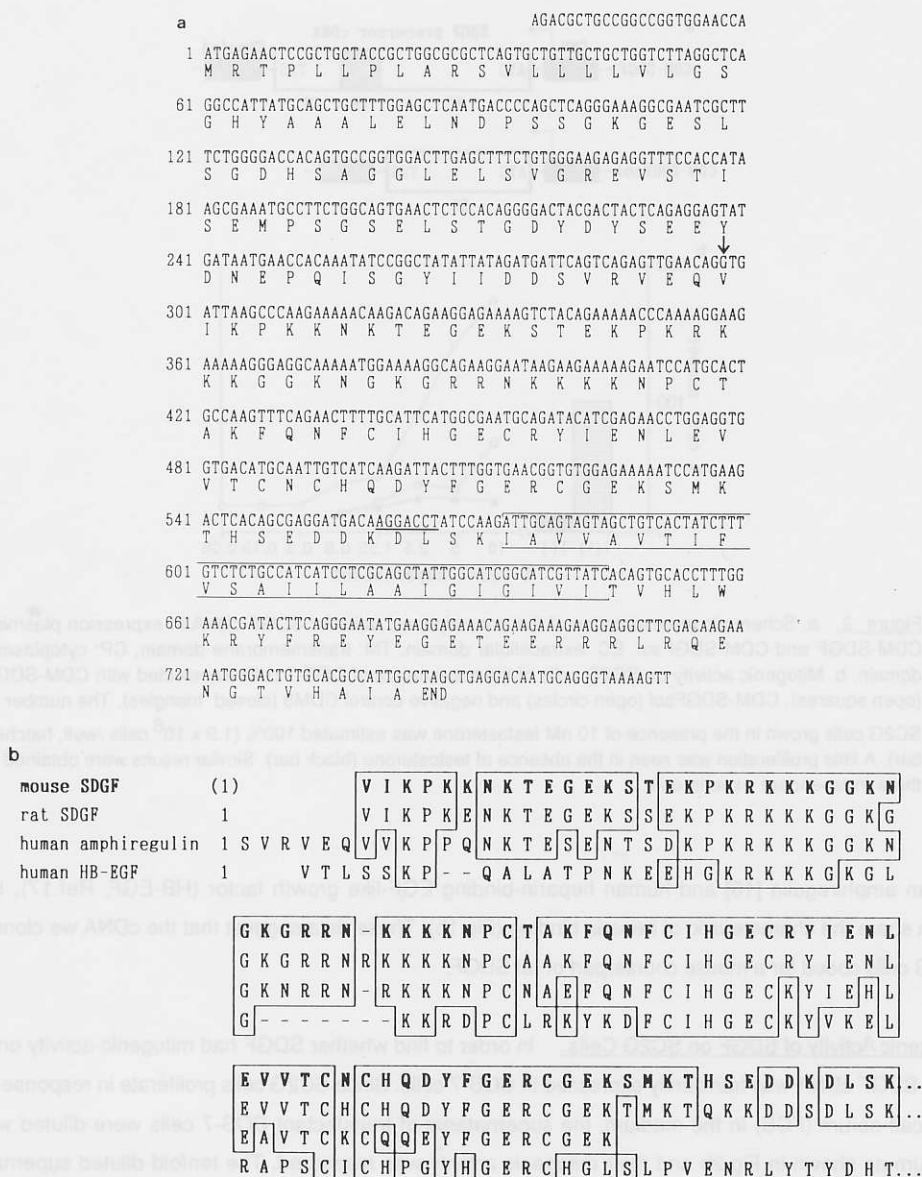 a
AGACGCTGCCGGCCGGTGGAACCA
1 ATGAGAACTCCGCTGCTACCGCTGGCGCGCTCAGTGCTGTTGCTGCTGGTCTTAGGCTCA
M R T P L L P L A R S V L L L L V L G S
61 GGCCATTATGCAGCTGCTTTGGAGCTCAATGACCCCAGCTCAGGGAAAGGCGAATCGCTT
G H Y A A A L E L N D P S S G K G E S L
121 TCTGGGGACCACAGTGCCGGTGGACTTGAGCTTTCTGTGGGAAGAGAGGTTTCCACCATA
S G D H S A G G L E L S V G R E V S T I
181 AGCGAAATGCCTTCTGGCAGTGAACTCTCCACAGGGGACTACGACTACTCAGAGGAGTAT
S E M P S G S E L S T G D Y D Y S E E Y
241 GATAATGAACCACAAATATCCGGCTATATTATAGATGATTCAGTCAGAGTTGAACAGGTG
D N E P Q I S G Y I I D D S V R V E Q V
301 ATTAAGCCCAAGAAAAACAAGACAGAAGGAGAAAAGTCTACAGAAAAACCCAAAAGGAAG
I K P K K N K T E G E K S T E K P K R K
361 AAAAAGGGAGGCAAAAATGGAAAAGGCAGAAGGAATAAGAAGAAAAAGAATCCATGCACT
K K G G K N G K G R R N K K K K N P C T
421 GCCAAGTTTCAGAACTTTTGCATTCATGGCGAATGCAGATACATCGAGAACCTGGAGGTG
A K F Q N F C I H G E C R Y I E N L E V
481 GTGACATGCAATTGTCATCAAGATTACTTTGGTGAACGGTGTGGAGAAAAATCCATGAAG
V T C N C H Q D Y F G E R C G E K S M K
541 ACTCACAGCGAGGATGACAAGGACCTATCCAAGATTGCAGTAGTAGCTGTCACTATCTTT
T H S E D D K D L S K I A V V A V T I F
601 GTCTCTGCCATCATCCTCGCAGCTATTGGCATCGGCATCGTTATCACAGTGCACCTTTGG
V S A I I L A A I G I G I V I T V H L W
661 AAACGATACTTCAGGGAATATGAAGGAGAAACAGAAGAAAGAAGGAGGCTTCGACAAGAA
K R Y F R E Y E G E T E E R R R L R Q E
721 AATGGGACTGTGCACGCCATTGCCTAGCTGAGGACAATGCAGGGTAAAAGTT
N G T V H A I A END
b
mouse SDGF (1) V I K P K K N K T E G E K S T E K P K R K K K G G K N
rat SDGF 1 V I K P K E N K T E G E K S S E K P K R K K K G G K G
human amphiregulin 1 S V R V E Q V V K P P Q N K T E S E N T S D K P K R K K K G G K N
human HB-EGF 1 V T L S S K P - Q A L A T P N K E E H G K R K K K G K G L
G K G R R N - K K K K N P C T A K F Q N F C I H G E C R Y I E N L
G K G R R N R K K K K N P C A A K F Q N F C I H G E C R Y I E N L
G K N R R N - R K K K N P C N A E F Q N F C I H G E C K Y I E H L
G - - - - - - - K K R D P C L R K Y K D F C I H G E C K Y V K E L
E V V T C N C H Q D Y F G E R C G E K S M K T H S E D D K D L S K...
E V V T C H C H Q D Y F G E R C G E K T M K T Q K K D D S D L S K...
E A V T C K C Q Q E Y F G E R C G E K
R A P S C I C H P G Y H G E R C H G L S L P V E N R L Y T Y D H T...